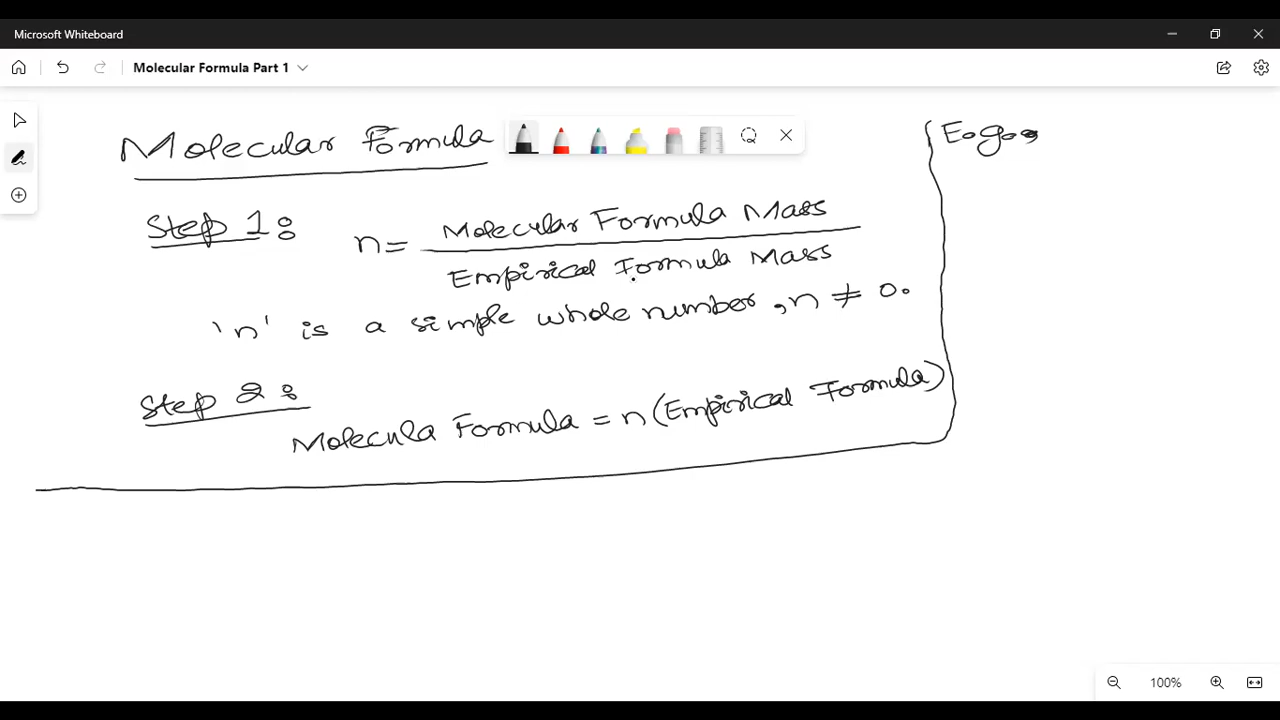 Microsoft Whiteboard
Molecular Formula Part 1
Molecular Formula
E.g.,
Step 1:
n = Molecular Formula Mass
Empirical Formula Mass
'n' is a simple whole number, n ≠ 0.
Step 2:
Molecula Formula = n (Empirical Formula)
100%